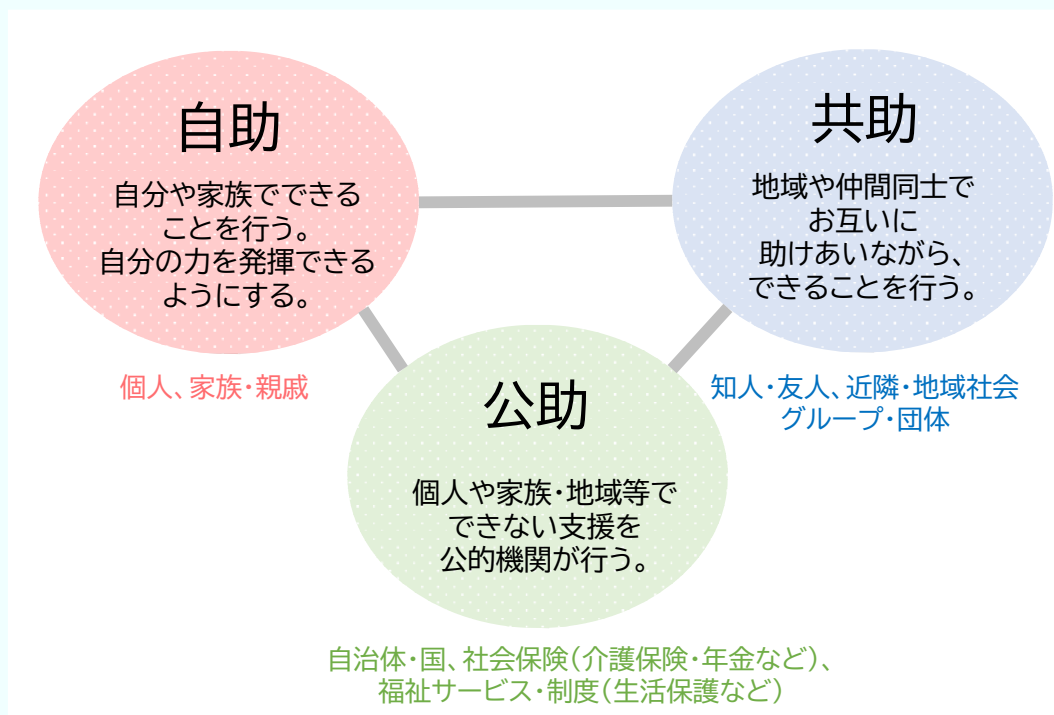 自助
自分や家族でできる
ことを行う。
自分の力を発揮できる
ようにする。
個人、家族・親戚
共助
地域や仲間同士で
お互いに
助けあいながら、
できることを行う。
知人・友人、近隣・地域社会
グループ・団体
公助
個人や家族・地域等で
できない支援を
公的機関が行う。
自治体・国、社会保険(介護保険・年金など)、
福祉サービス・制度(生活保護など)